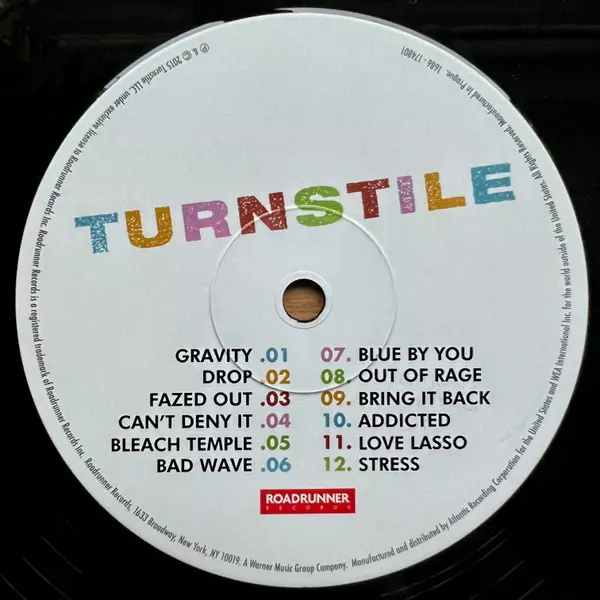 TURNSTILE
GRAVITY .01
DROP .02
FAZED OUT .03
CAN'T DENY IT .04
BLEACH TEMPLE .05
BAD WAVE .06
07. BLUE BY YOU
08. OUT OF RAGE
09. BRING IT BACK
10. ADDICTED
11. LOVE LASSO
12. STRESS
ROADRUNNER
RECORDS
℗ & © 2015 Turnstile LLC, under exclusive license to Roadrunner Records Inc. Roadrunner Records is a registered trademark of Roadrunner Records Inc. Roadrunner Records, 1633 Broadway, New York, NY 10019. A Warner Music Group Company. Manufactured and distributed by Atlantic Recording Corporation for the United States and WEA International Inc. for the world outside of the United States. All Rights Reserved. Manufactured in Prague. 1686 - 174801